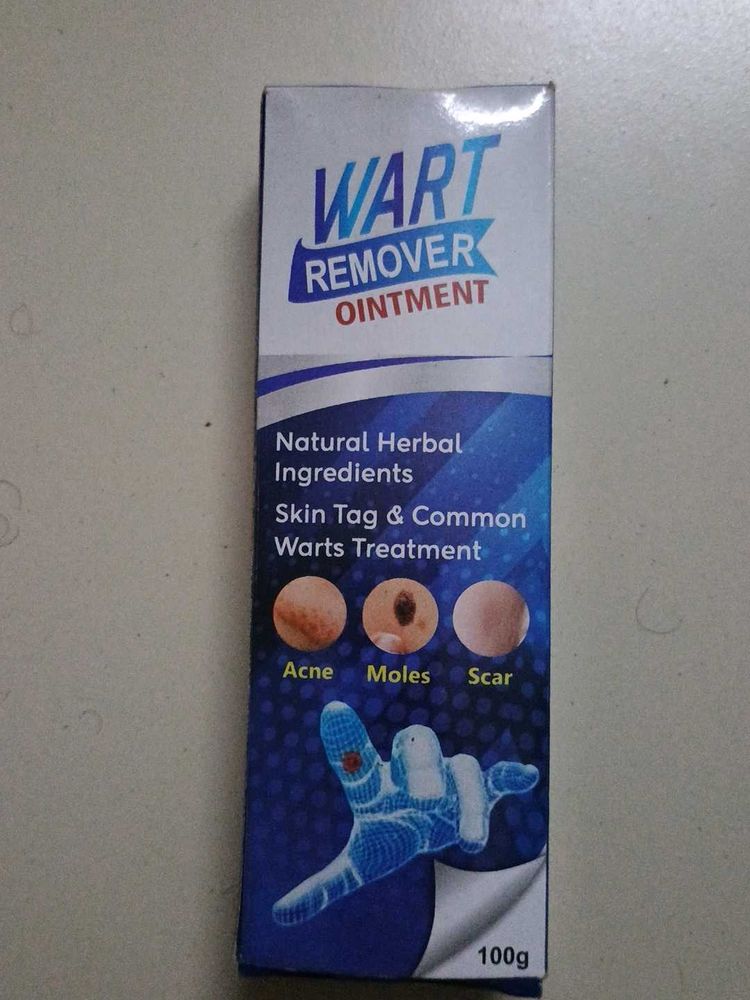 WART
REMOVER
OINTMENT
Natural Herbal
Ingredients
Skin Tag & Common
Warts Treatment
Acne Moles Scar
100g